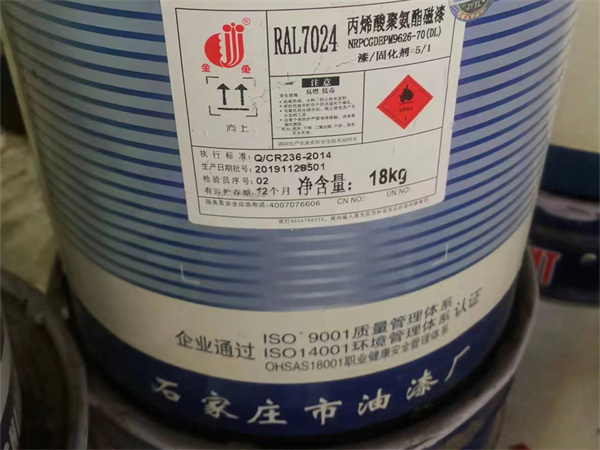 RAL7024 丙烯酸聚氨酯磁漆
NRPCGDBPM9626-70(DL)
漆/固化剂=5/1
金鱼
向上
注意
易燃 低毒
执行标准: Q/CR236-2014
生产日期批号: 20191128501
检验员序号: 02
有效贮存期: 12个月
净含量: 18kg
CN NO: UN NO:
服务及安全应急电话: 4007076606
企业通过
ISO 9001质量管理体系
ISO14001环境管理体系
OHSAS18001职业健康安全管理体系
认证
石家庄市油漆厂